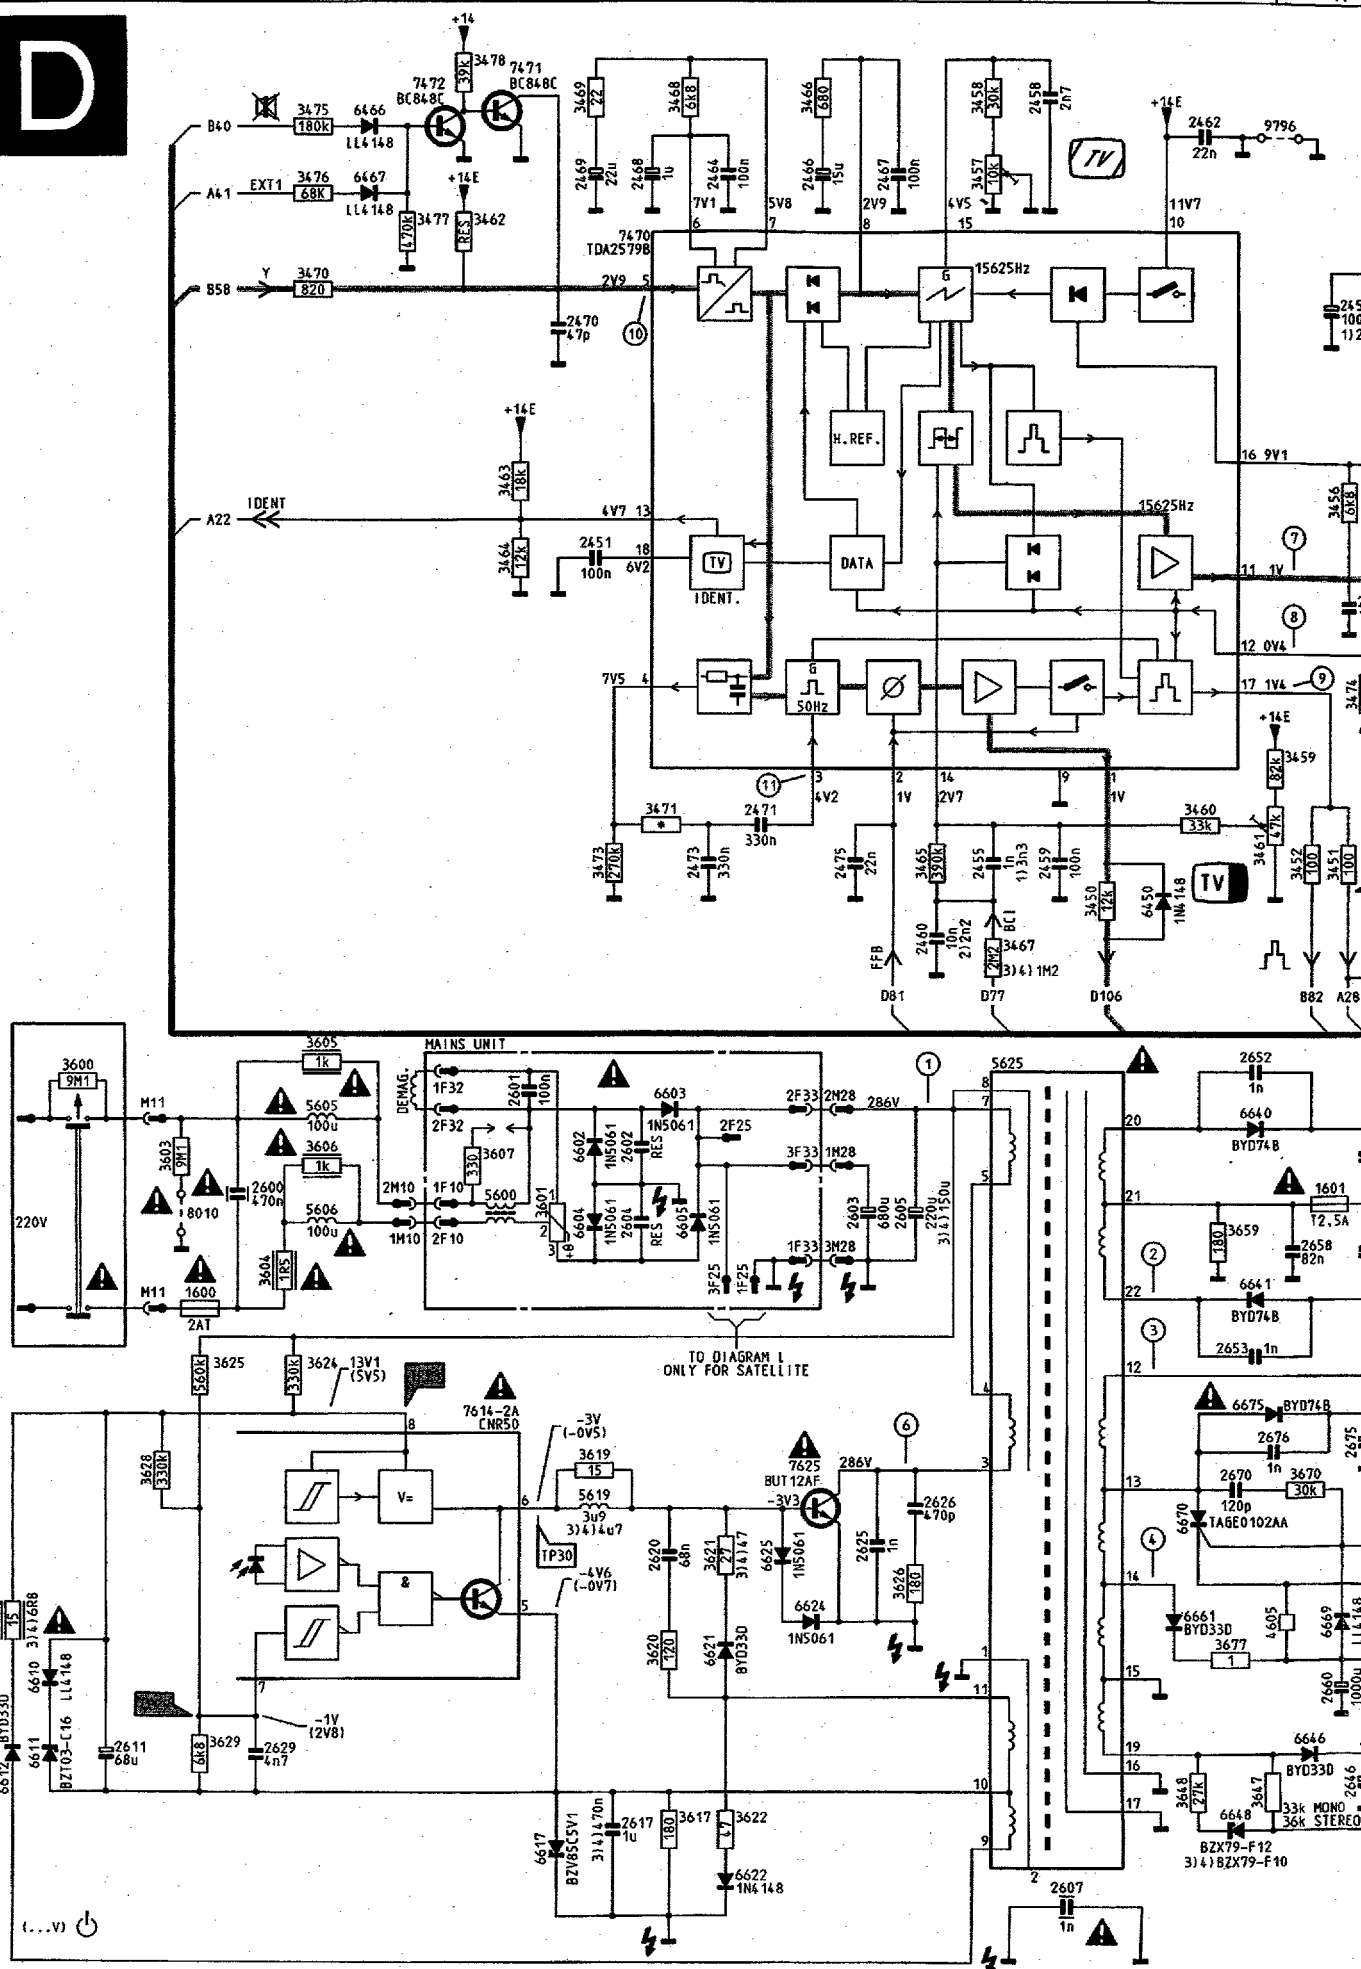 D
+14
39k 3478
7472
BC848C
7471
BC848C
B40
3475
180k
6466
LL4148
A41 EXT1
3476
68K
6467
LL4148
3477
470k
+14E
RES 3462
B58 Y
3470
820
2470
47p
3469
22
2469
22u
3468
6k8
2468
1u
2464
100n
7V1
6
5V8
7
3466
680
2466
15u
2467
100n
2V9
8
3458
30k
2458
2n7
3457
10k
4V5
15
TV
+14E
2462
22n
9796
11V7
10
7470
TDA2579B
2V9 5
10
G
15625Hz
H.REF.
16 9V1
3456
6k8
+14E
3463
18k
A22 IDENT
4V7 13
3464
12k
2451
100n
18
6V2
TV
IDENT.
DATA
15625Hz
7
11 1V
8
12 0V4
7V5 4
G
50Hz
17 1V4
9
3474
+14E
82k 3459
11
3
4V2
2
1V
14
2V7
9
1
1V
3471
*
2471
330n
3473
270k
2473
330n
2475
22n
3465
390k
2455
1n
1)3n3
2459
100n
3460
33k
3461
47k
3452
100
3451
100
3450
12k
6450
1N4148
TV
2460
10n
2)2n2
BCI
3467
2M2
3)4)1M2
FFB
D81
D77
D106
B82
A28
3600
9M1
220V
M11
3603
9M1
8010
2600
470n
3605
1k
5605
100u
3606
1k
5606
100u
3604
1R5
M11
1600
2AT
MAINS UNIT
DEMAG.
1F32
2F32
2601
100n
330 3607
2M10 1F10
1M10 2F10
5600
3601
1
2
3
+θ
6602
1N5061
2602
RES
6603
1N5061
6604
1N5061
2604
RES
6605
1N5061
2F25
3F25
1F25
2F33 2M28
3F33 1M28
1F33 3M28
286V
1
2603
680u
2605
220u
3)4)150u
TO DIAGRAM L
ONLY FOR SATELLITE
5625
8
7
5
4
3
1
11
10
9
2
20
21
22
12
13
14
15
19
16
17
2652
1n
6640
BYD74B
1601
T2,5A
3659
180
2658
82n
2
6641
BYD74B
3
2653 1n
6675 BYD74B
2676
1n
2675
2670
120p
3670
30k
6670
TAGE0102AA
4
6661
BYD33D
3677
1
4605
6669
LL4148
2660
1000u
6646
BYD33D
2646
3648
27k
3647
33k MONO
36k STEREO
6648
BZX79-F12
3)4)BZX79-F10
560k 3625
330k 3624
13V1
(5V5)
3628
330k
7614-2A
CNR50
8
V=
&
6
5
7
-3V
(-0V5)
3619
15
5619
3u9
3)4)4u7
TP30
-4V6
(-0V7)
2620
68n
3621
27
3)4)47
3620
120
6621
BYD33D
7625
BUT12AF
-3V3
286V
6
6625
1N5061
6624
1N5061
2625
1n
2626
470p
3626
180
15
3)4)6R8
6610
LL4148
6612
BYD33D
6611
BZT03-C16
2611
68u
3629
6k8
2629
4n7
-1V
(2V8)
6617
BZV85C5V1
3)4)470n
2617
1u
3617
180
3622
47
6622
1N4148
2607
1n
(...V)